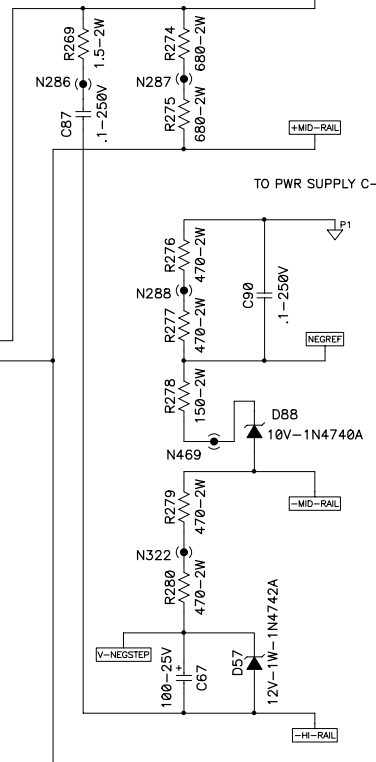 R269
1.5-2W
N286
C87
.1-250V
R274
680-2W
N287
R275
680-2W
+MID-RAIL
TO PWR SUPPLY C-
P1
R276
470-2W
N288
R277
470-2W
C90
.1-250V
NEGREF
R278
150-2W
N469
D88
10V-1N4740A
-MID-RAIL
R279
470-2W
N322
R280
470-2W
V-NEGSTEP
100-25V
+
C67
D57
12V-1W-1N4742A
-HI-RAIL